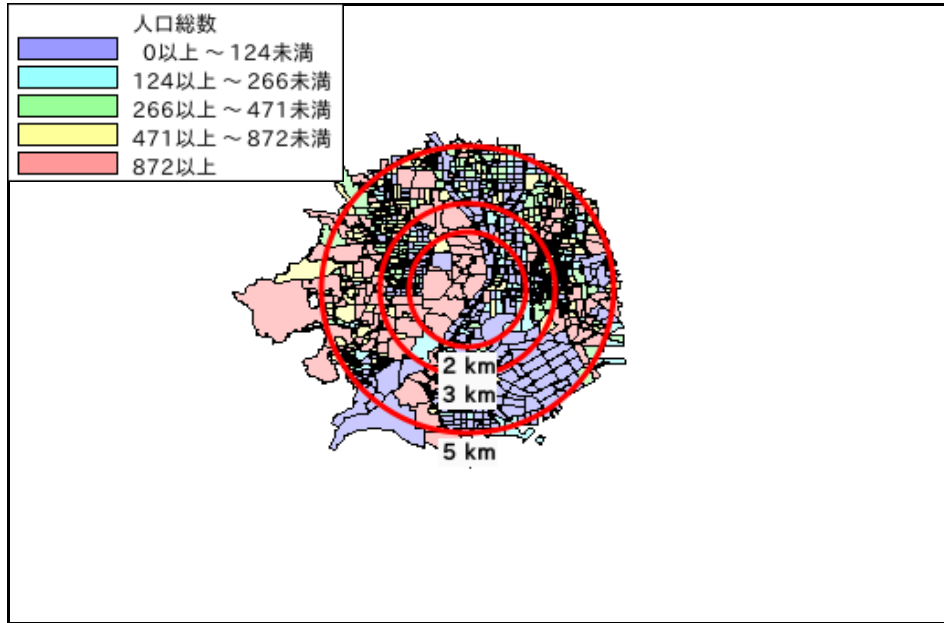 人口総数
0以上 ～ 124未満
124以上 ～ 266未満
266以上 ～ 471未満
471以上 ～ 872未満
872以上
2 km
3 km
5 km